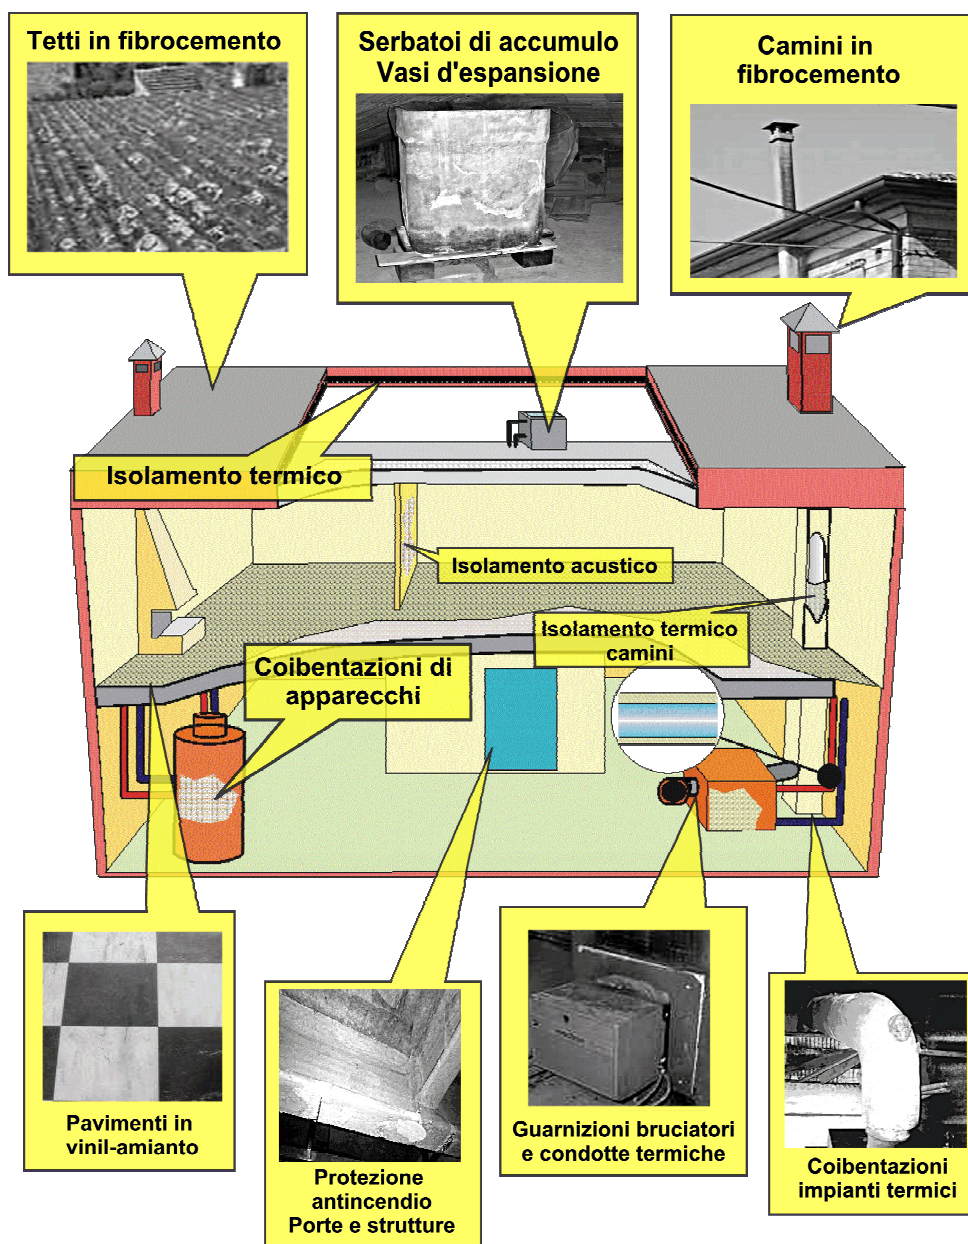 Tetti in fibrocemento
Serbatoi di accumulo
Vasi d'espansione
Camini in
fibrocemento
Isolamento termico
Isolamento acustico
Isolamento termico
camini
Coibentazioni di
apparecchi
Pavimenti in
vinil-amianto
Protezione
antincendio
Porte e strutture
Guarnizioni bruciatori
e condotte termiche
Coibentazioni
impianti termici